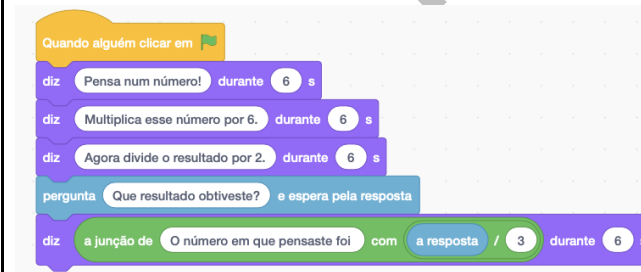 Quando alguém clicar em
diz Pensa num número! durante 6 s
diz Multiplica esse número por 6. durante 6 s
diz Agora divide o resultado por 2. durante 6 s
pergunta Que resultado obtiveste? e espera pela resposta
diz a junção de O número em que pensaste foi com a resposta / 3 durante 6 s